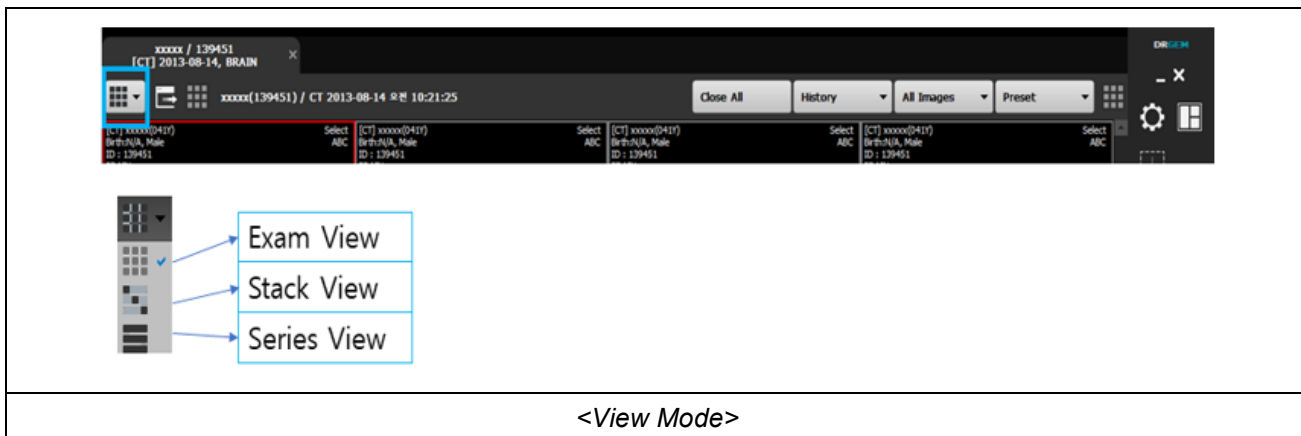 xxxxx / 139451
[CT] 2013-08-14, BRAIN
DRGEM
xxxxx(139451) / CT 2013-08-14 오전 10:21:25
Close All
History
All Images
Preset
[CT] xxxxx(041Y) Select [CT] xxxxx(041Y) Select [CT] xxxxx(041Y) Select [CT] xxxxx(041Y) Select
Birth:N/A, Male ABC Birth:N/A, Male ABC Birth:N/A, Male ABC Birth:N/A, Male ABC
ID : 139451 ID : 139451 ID : 139451 ID : 139451
Exam View
Stack View
Series View
<View Mode>